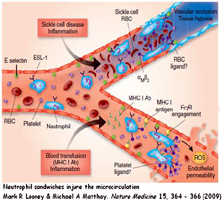 Sickle cell disease
Inflammation
Sickle cell
RBC
Vascular occlusion
Tissue hypoxia
E selectin
ESL-1
αMβ2
RBC
ligand?
RBC
Platelet
Neutrophil
MHC I Ab
MHC I
antigen
FcγR
engagement
Blood transfusion
(MHC I Ab)
Inflammation
Platelet
ligand?
ROS
Endothelial
permeability
Neutrophil sandwiches injure the microcirculation
Mark R. Looney & Michael A Matthay. Nature Medicine 15, 364 - 366 (2009)